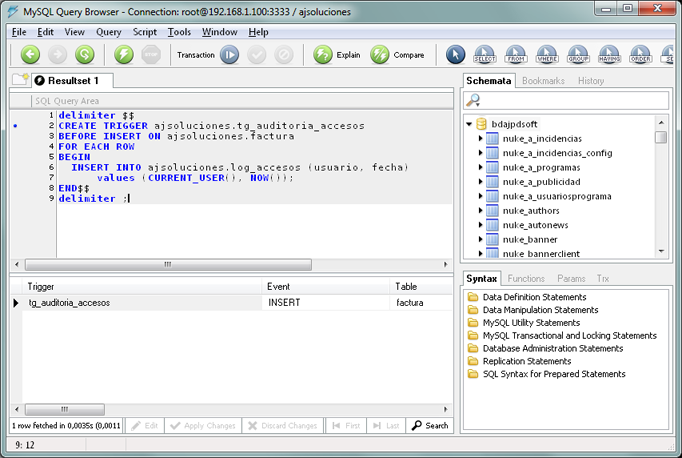 MySQL Query Browser - Connection: root@192.168.1.100:3333 / ajsoluciones
File Edit View Query Script Tools Window Help
Transaction Explain Compare SELECT FROM WHERE GROUP HAVING ORDER
Resultset 1
SQL Query Area
1 delimiter $$
2 CREATE TRIGGER ajsoluciones.tg_auditoria_accesos
3 BEFORE INSERT ON ajsoluciones.factura
4 FOR EACH ROW
5 BEGIN
6 INSERT INTO ajsoluciones.log_accesos (usuario, fecha)
7 values (CURRENT_USER(), NOW());
8 END$$
9 delimiter ;
Trigger Event Table
tg_auditoria_accesos INSERT factura
1 row fetched in 0,0035s (0,0011
Edit Apply Changes Discard Changes First Last Search
9: 12
Schemata Bookmarks History
bdajpdsoft
nuke_a_incidencias
nuke_a_incidencias_config
nuke_a_programas
nuke_a_publicidad
nuke_a_usuariosprograma
nuke_authors
nuke_autonews
nuke_banner
nuke_bannerclient
Syntax Functions Params Trx
Data Definition Statements
Data Manipulation Statements
MySQL Utility Statements
MySQL Transactional and Locking Statements
Database Administration Statements
Replication Statements
SQL Syntax for Prepared Statements